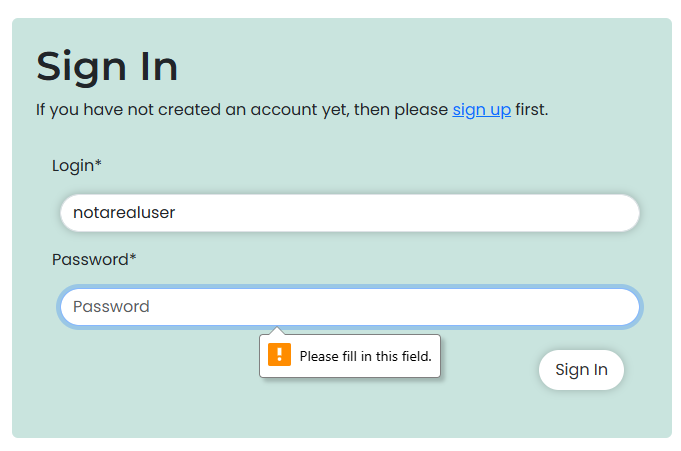 Sign In
If you have not created an account yet, then please sign up first.
Login*
notarealuser
Password*
Password
Please fill in this field.
Sign In